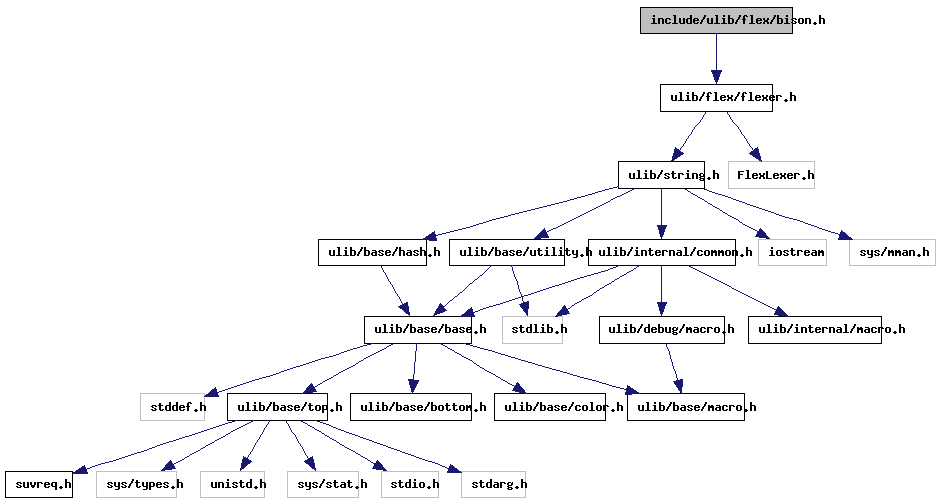 include/ulib/flex/bison.h
ulib/flex/flexer.h
ulib/string.h
FlexLexer.h
ulib/base/hash.h
ulib/base/utility.h
ulib/internal/common.h
iostream
sys/mman.h
ulib/base/base.h
stdlib.h
ulib/debug/macro.h
ulib/internal/macro.h
stddef.h
ulib/base/top.h
ulib/base/bottom.h
ulib/base/color.h
ulib/base/macro.h
suvreq.h
sys/types.h
unistd.h
sys/stat.h
stdio.h
stdarg.h